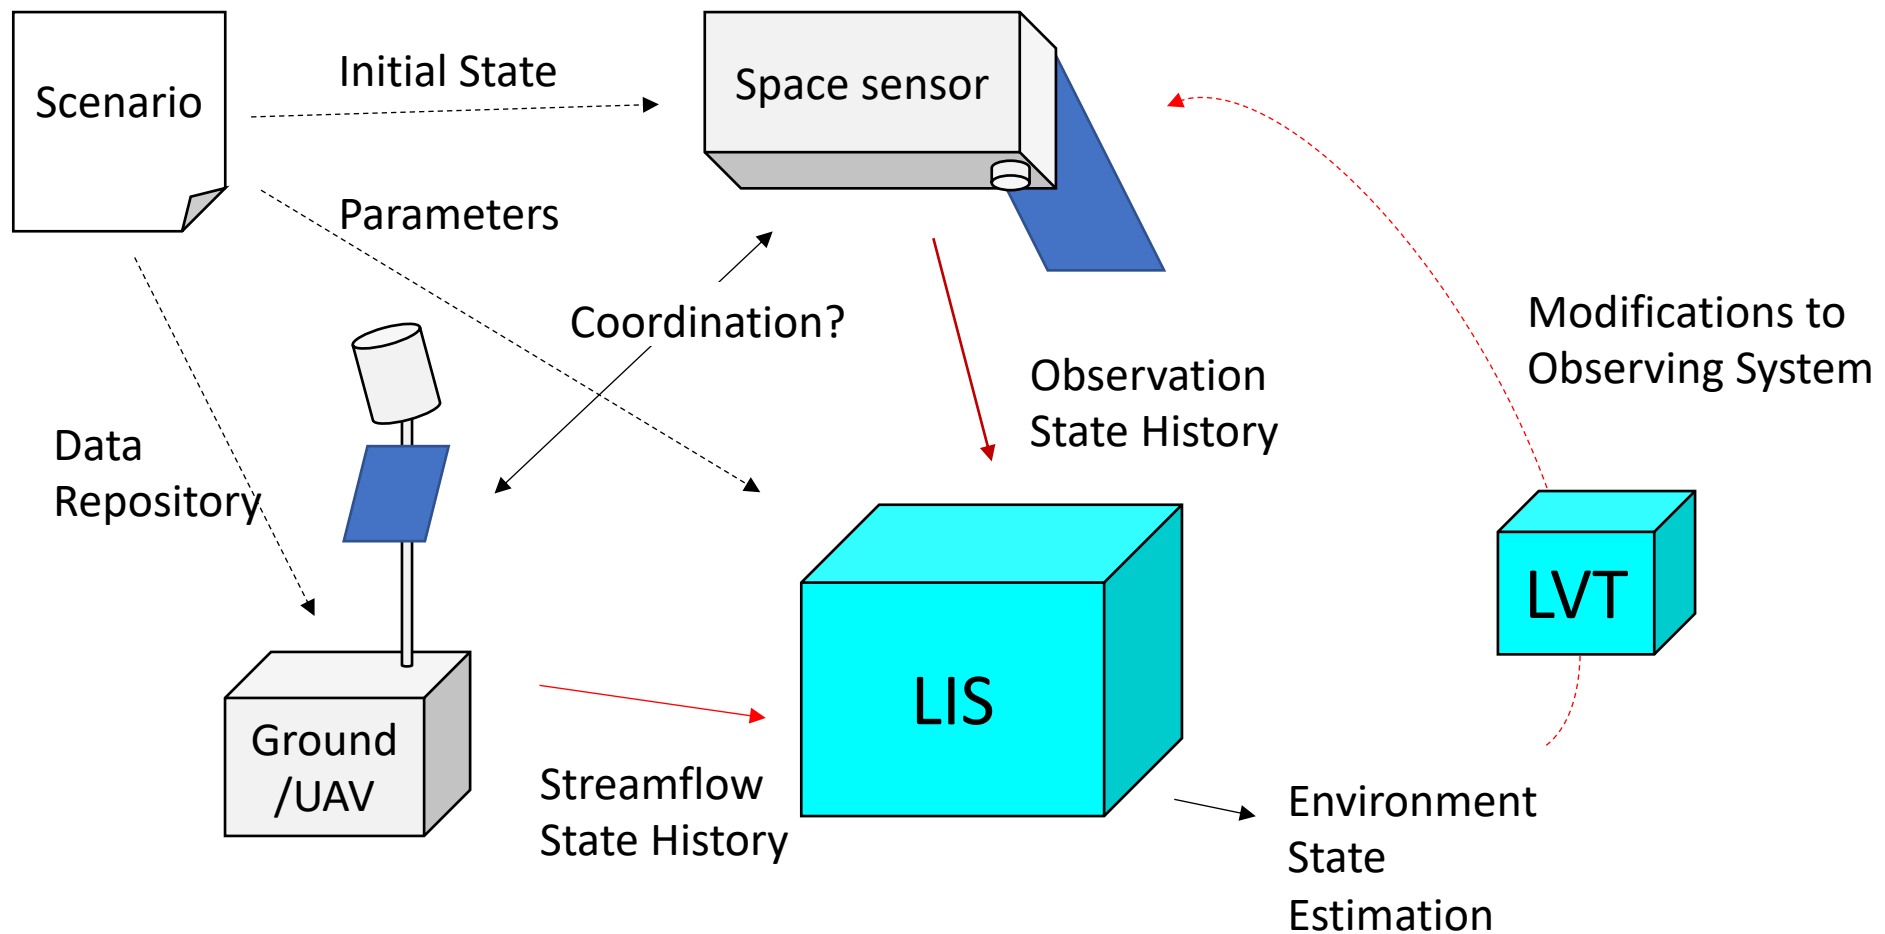 Scenario
Initial State
Space sensor
Parameters
Coordination?
Modifications to
Observing System
Observation
State History
Data
Repository
LVT
LIS
Ground
/UAV
Streamflow
State History
Environment
State
Estimation